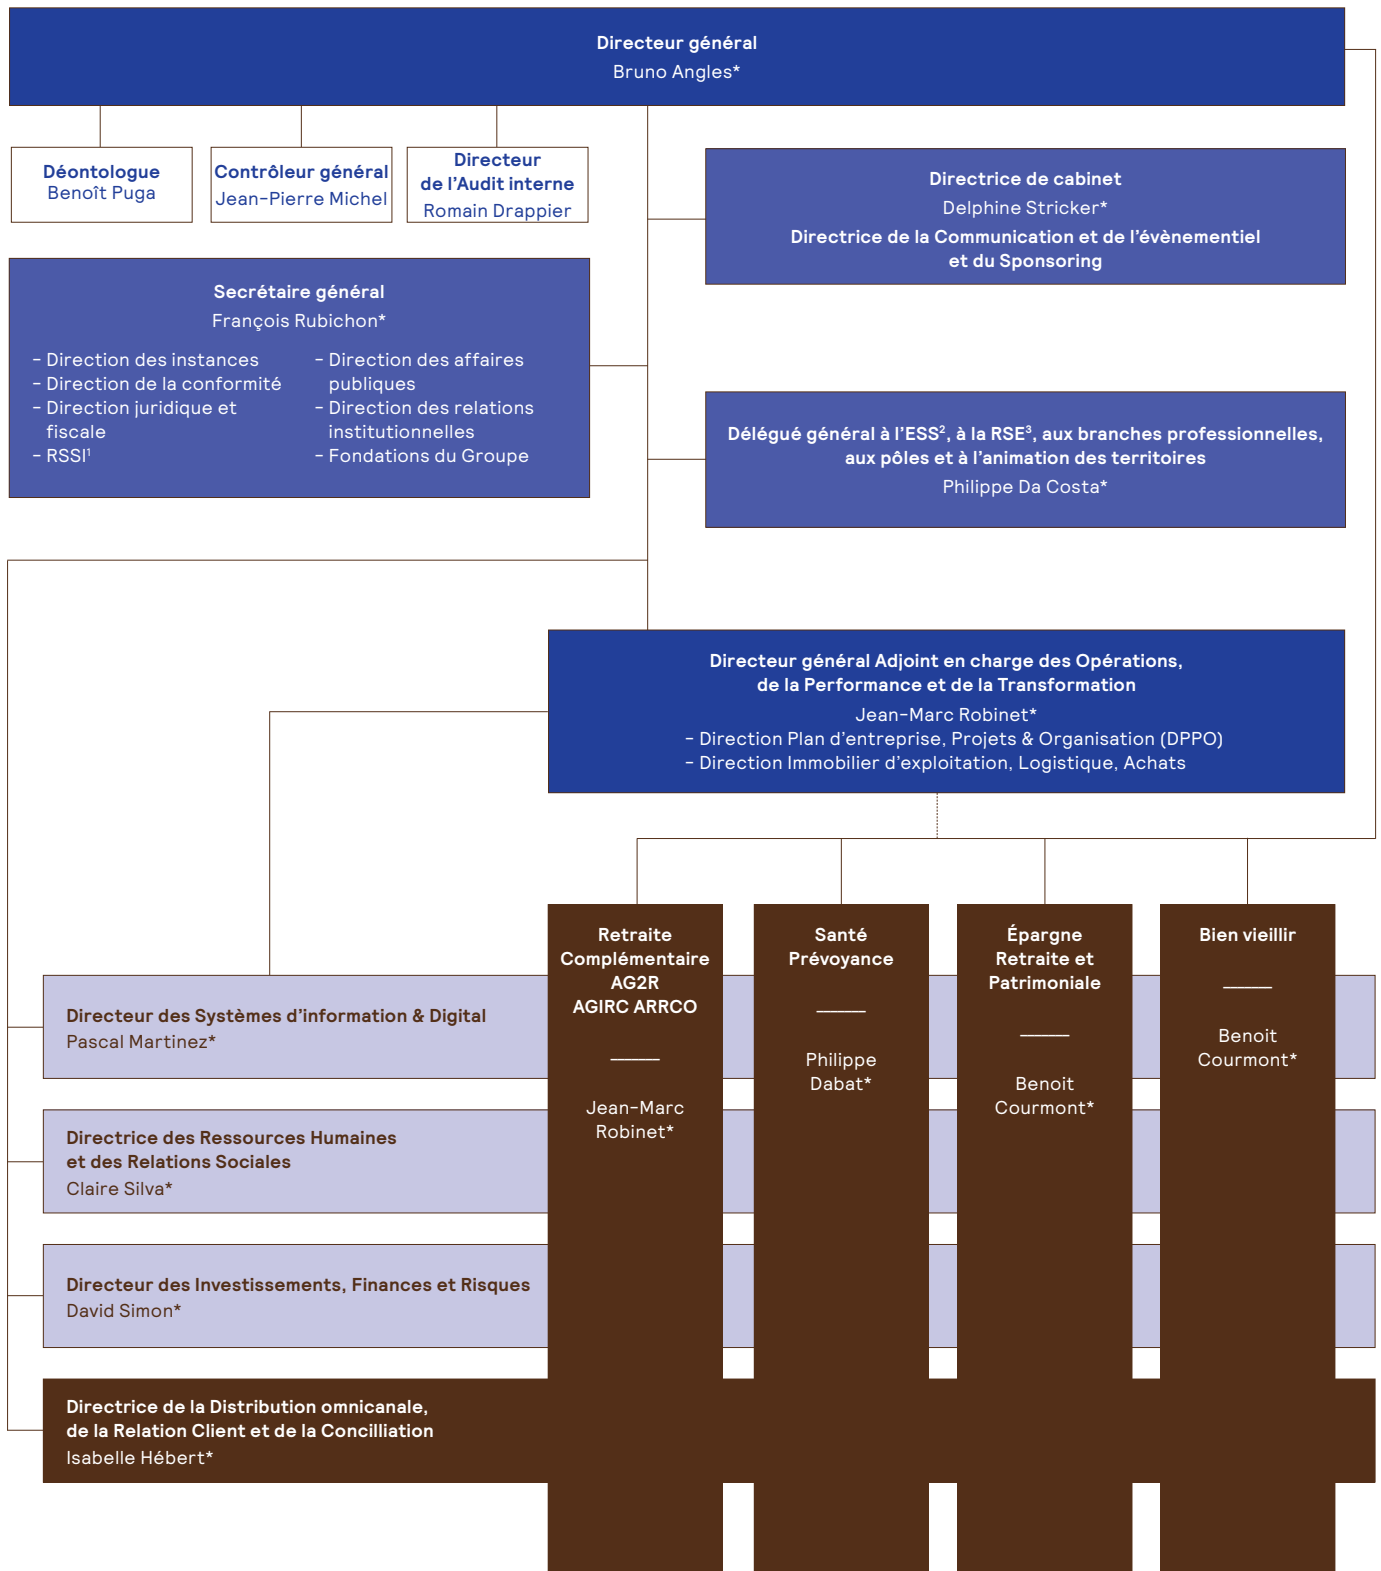 Directeur général
Bruno Angles*
Déontologue
Benoît Puga
Contrôleur général
Jean-Pierre Michel
Directeur
de l'Audit interne
Romain Drappier
Directrice de cabinet
Delphine Stricker*
Directrice de la Communication et de l'évènementiel
et du Sponsoring
Secrétaire général
François Rubichon*
- Direction des instances
- Direction de la conformité
- Direction juridique et
fiscale
- RSSI¹
- Direction des affaires
publiques
- Direction des relations
institutionnelles
- Fondations du Groupe
Délégué général à l'ESS², à la RSE³, aux branches professionnelles,
aux pôles et à l'animation des territoires
Philippe Da Costa*
Directeur général Adjoint en charge des Opérations,
de la Performance et de la Transformation
Jean-Marc Robinet*
- Direction Plan d'entreprise, Projets & Organisation (DPPO)
- Direction Immobilier d'exploitation, Logistique, Achats
Retraite
Complémentaire
AG2R
AGIRC ARRCO
Jean-Marc
Robinet*
Santé
Prévoyance
Philippe
Dabat*
Épargne
Retraite et
Patrimoniale
Benoit
Courmont*
Bien vieillir
Benoit
Courmont*
Directeur des Systèmes d'information & Digital
Pascal Martinez*
Directrice des Ressources Humaines
et des Relations Sociales
Claire Silva*
Directeur des Investissements, Finances et Risques
David Simon*
Directrice de la Distribution omnicanale,
de la Relation Client et de la Concilliation
Isabelle Hébert*